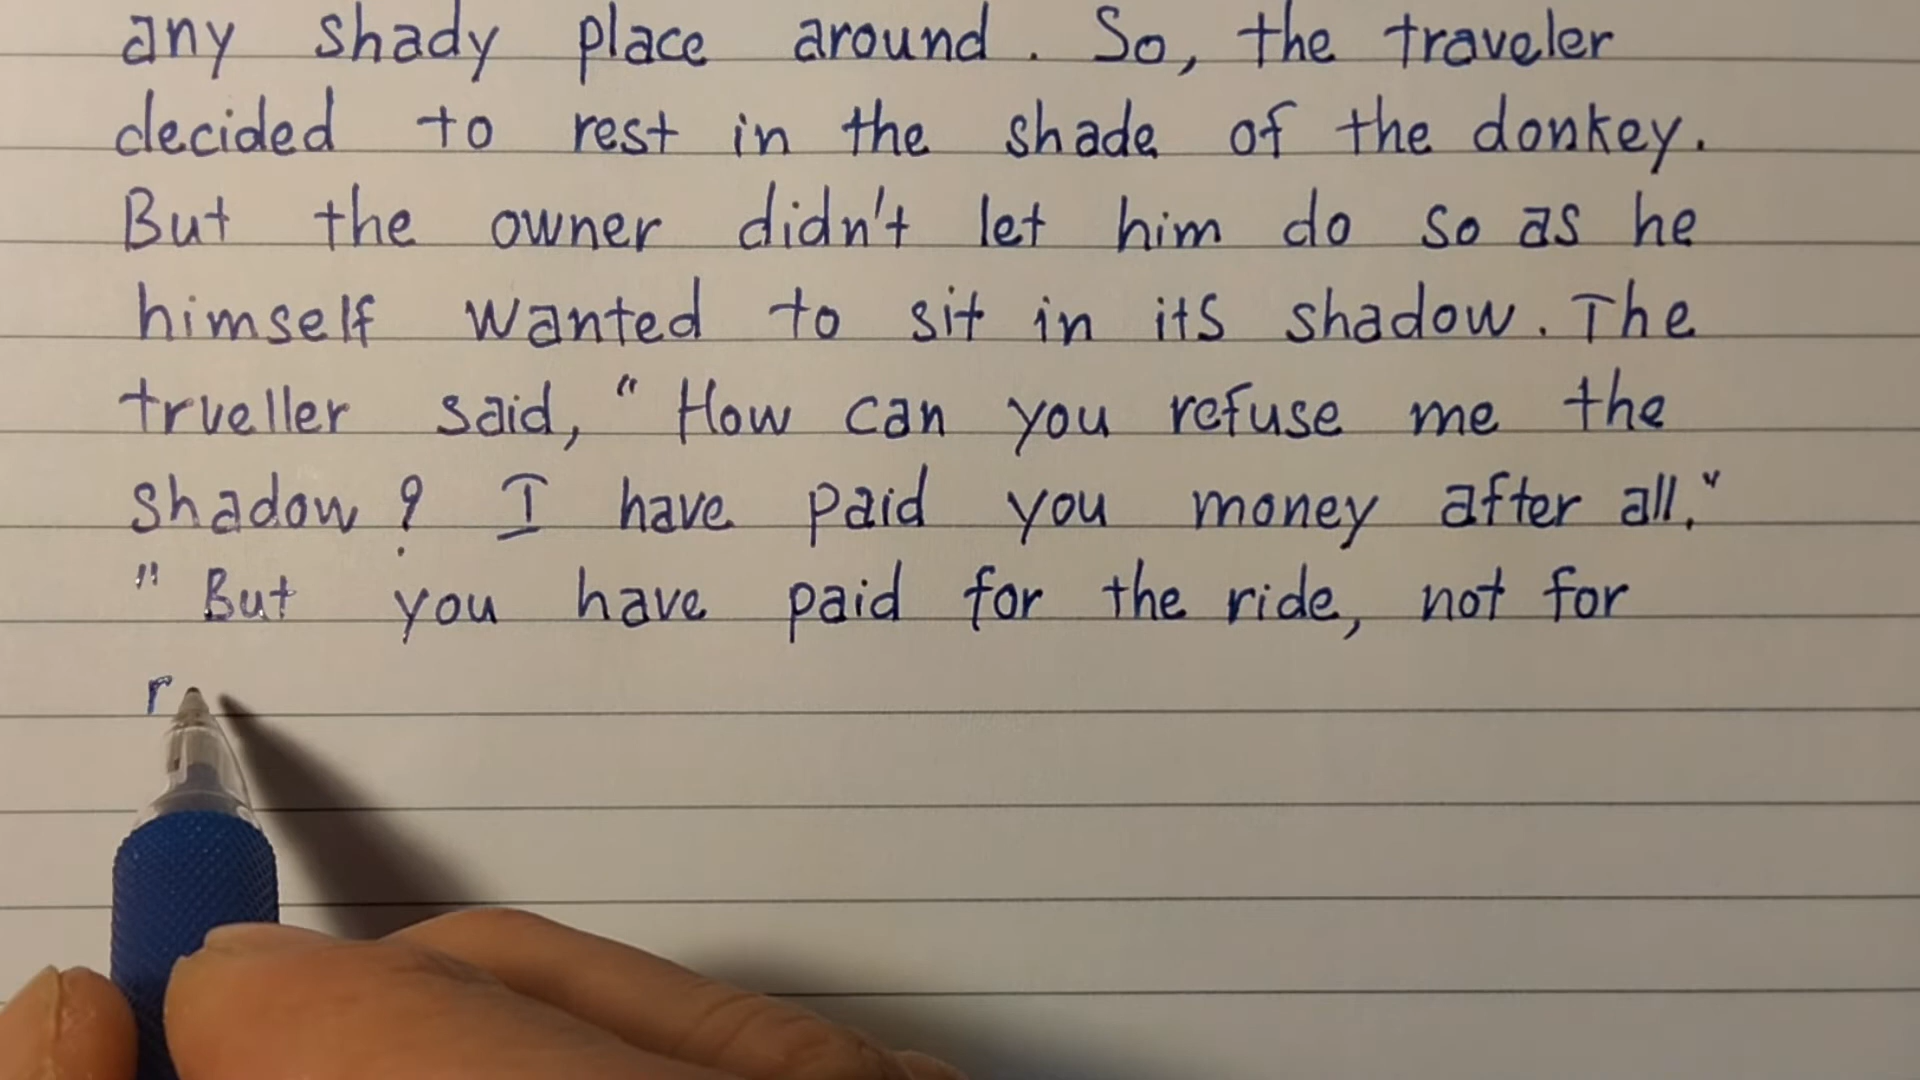 any shady place around. So, the traveler
decided to rest in the shade of the donkey.
But the owner didn't let him do so as he
himself wanted to sit in its shadow. The
trveller said, "How can you refuse me the
shadow? I have paid you money after all."
"But you have paid for the ride, not for
r